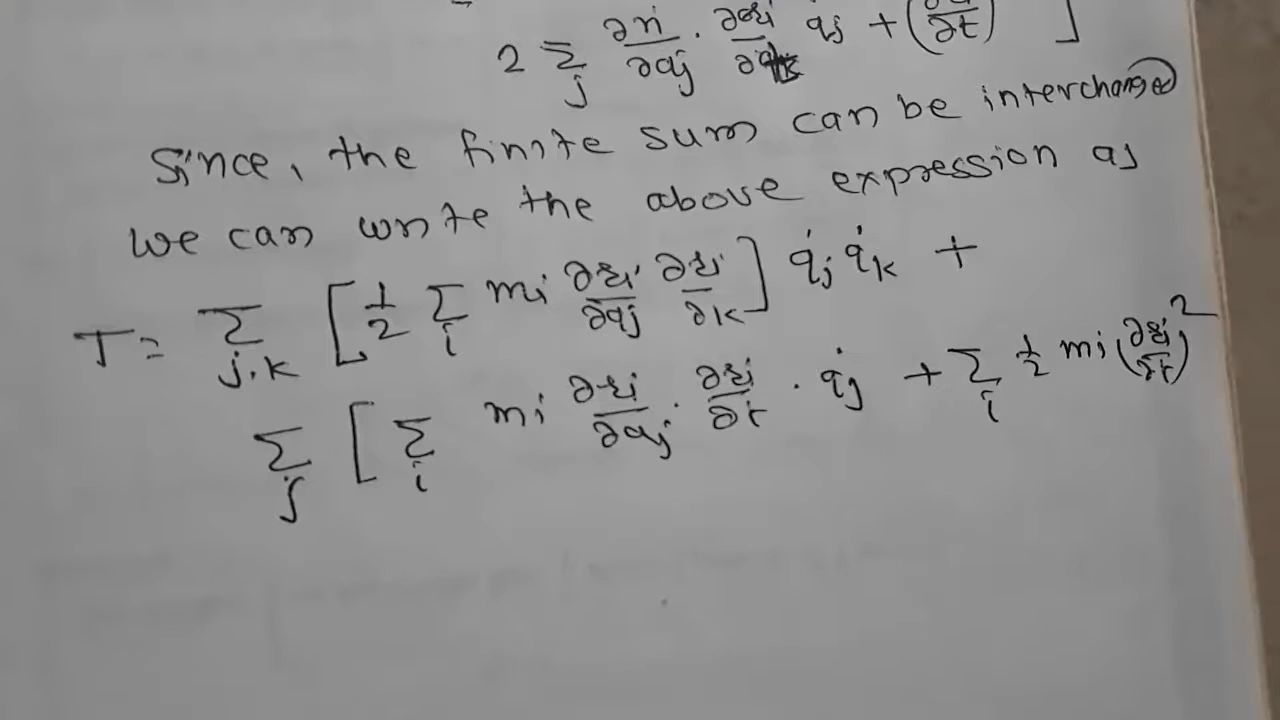 2 Σ_j ∂ri/∂qj · ∂ri/∂qk q̇j + (∂ri/∂t) ]
Since, the finite sum can be interchange
we can write the above expression as
T = Σ_{j,k} [ 1/2 Σ_i mi ∂ri/∂qj ∂ri/∂k ] q̇j q̇k +
Σ_j [ Σ_i mi ∂ri/∂qj · ∂ri/∂t · q̇j + Σ_i 1/2 mi (∂ri/∂t)²